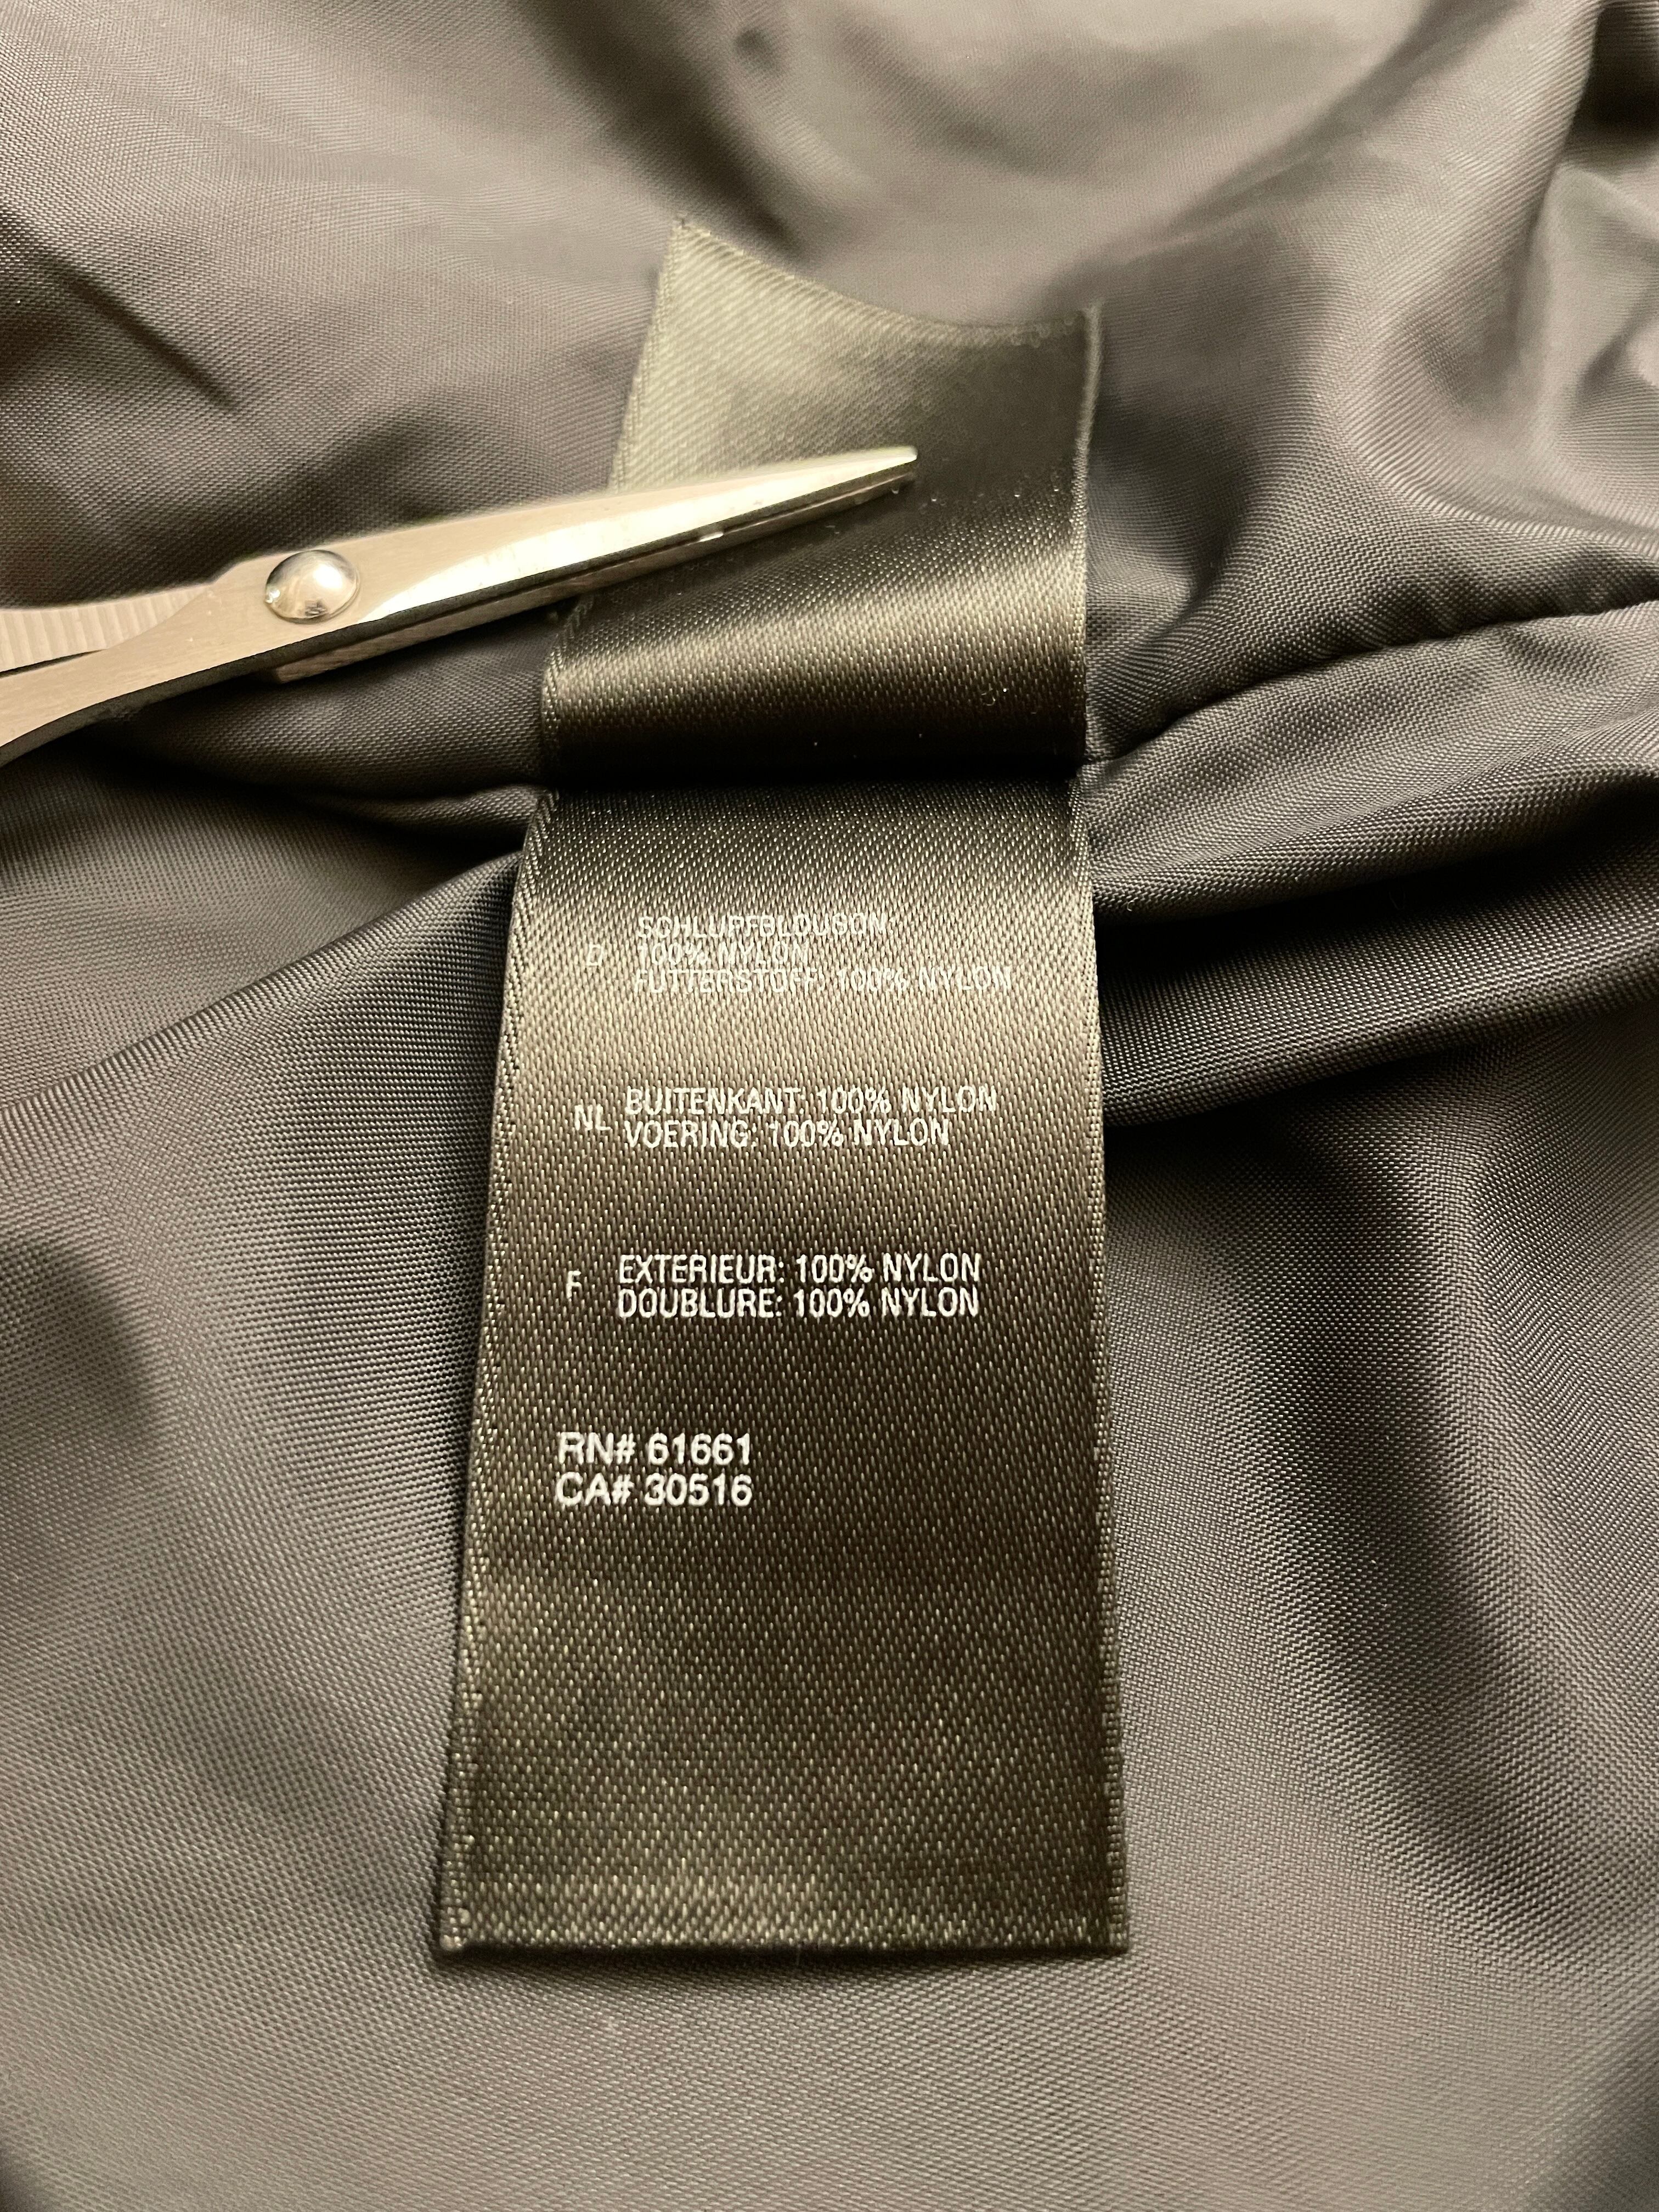 SCHLUPFBLOUSON
D 100% NYLON
FUTTERSTOFF: 100% NYLON
NL BUITENKANT: 100% NYLON
VOERING: 100% NYLON
F EXTERIEUR: 100% NYLON
DOUBLURE: 100% NYLON
RN# 61661
CA# 30516